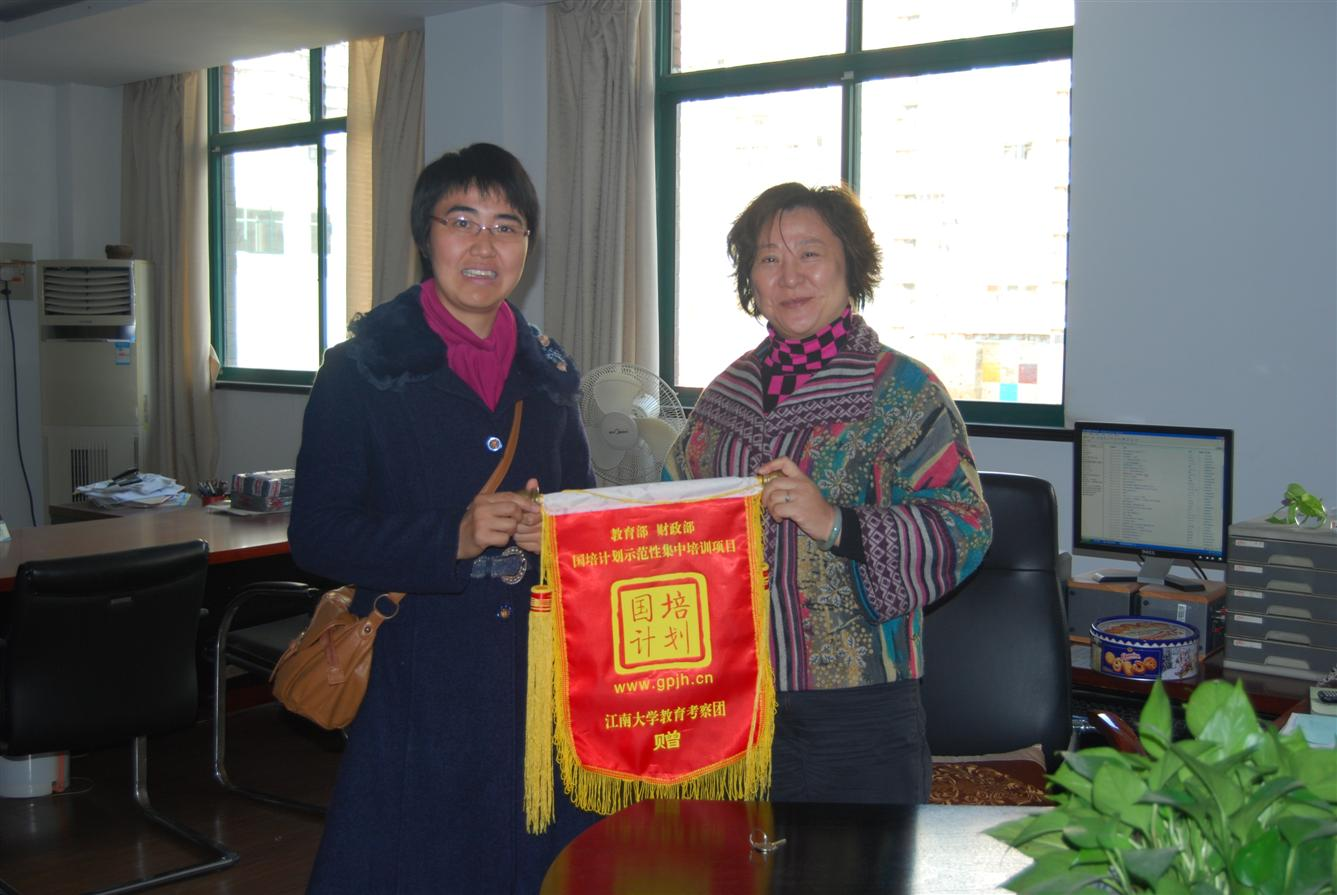 教育部 财政部
国培计划示范性集中培训项目
国培
计划
www.gpjh.cn
江南大学教育考察团
赠
DELL